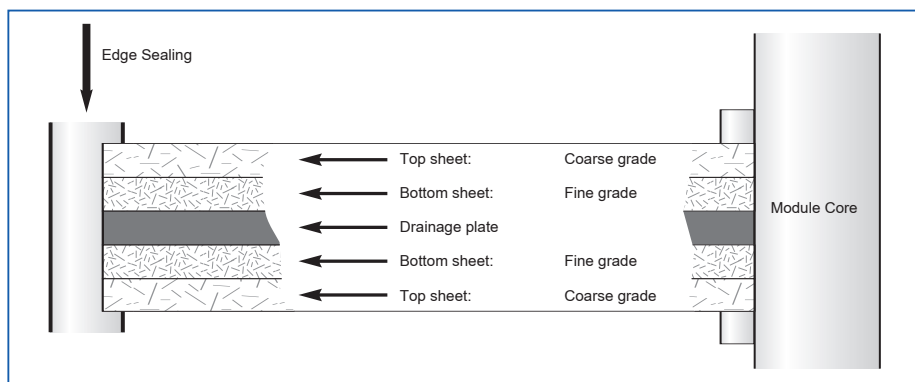 Edge Sealing
Top sheet: Coarse grade
Bottom sheet: Fine grade
Drainage plate
Module Core
Bottom sheet: Fine grade
Top sheet: Coarse grade